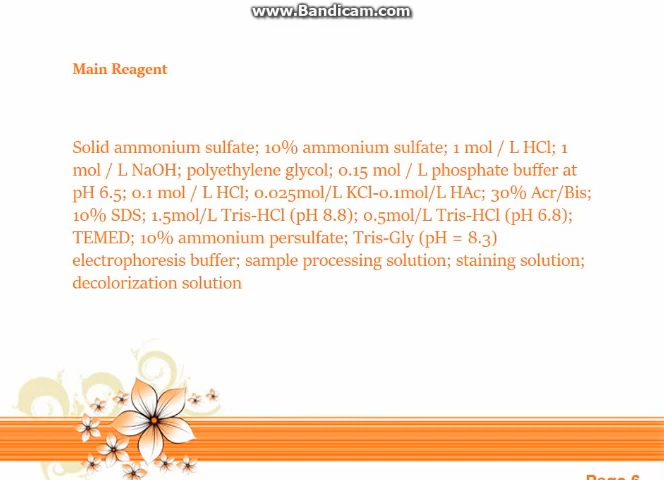 www.Bandicam.com
Main Reagent
Solid ammonium sulfate; 10% ammonium sulfate; 1 mol / L HCl; 1
mol / L NaOH; polyethylene glycol; 0.15 mol / L phosphate buffer at
pH 6.5; 0.1 mol / L HCl; 0.025mol/L KCl-0.1mol/L HAc; 30% Acr/Bis;
10% SDS; 1.5mol/L Tris-HCl (pH 8.8); 0.5mol/L Tris-HCl (pH 6.8);
TEMED; 10% ammonium persulfate; Tris-Gly (pH = 8.3)
electrophoresis buffer; sample processing solution; staining solution;
decolorization solution
Page 6